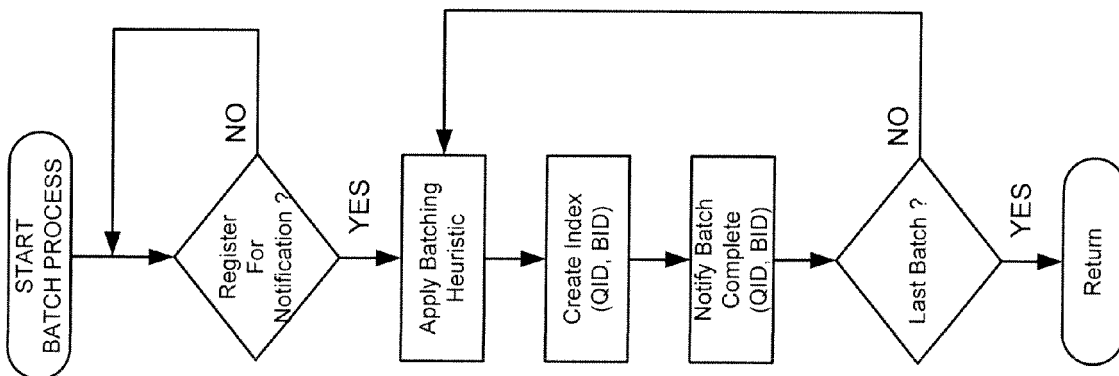 START
BATCH PROCESS
Register
For
Notification ?
NO
YES
Apply Batching
Heuristic
Create Index
(QID, BID)
Notify Batch
Complete
(QID, BID)
Last Batch ?
NO
YES
Return